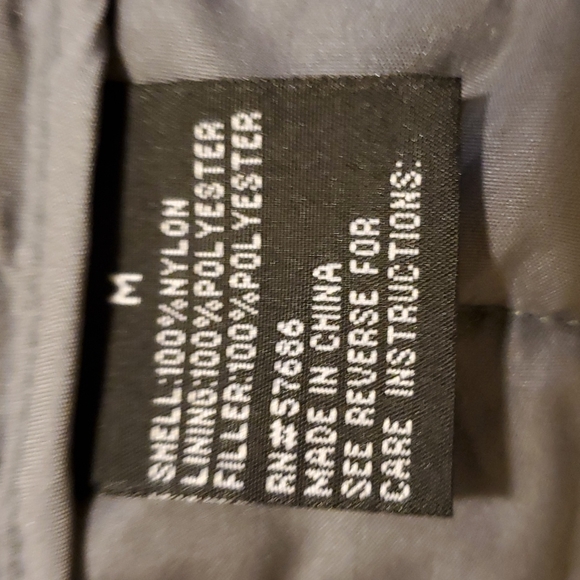 M
SHELL:100%NYLON
LINING:100%POLYESTER
FILLER:100%POLYESTER
RN#57686
MADE IN CHINA
SEE REVERSE FOR
CARE INSTRUCTIONS: